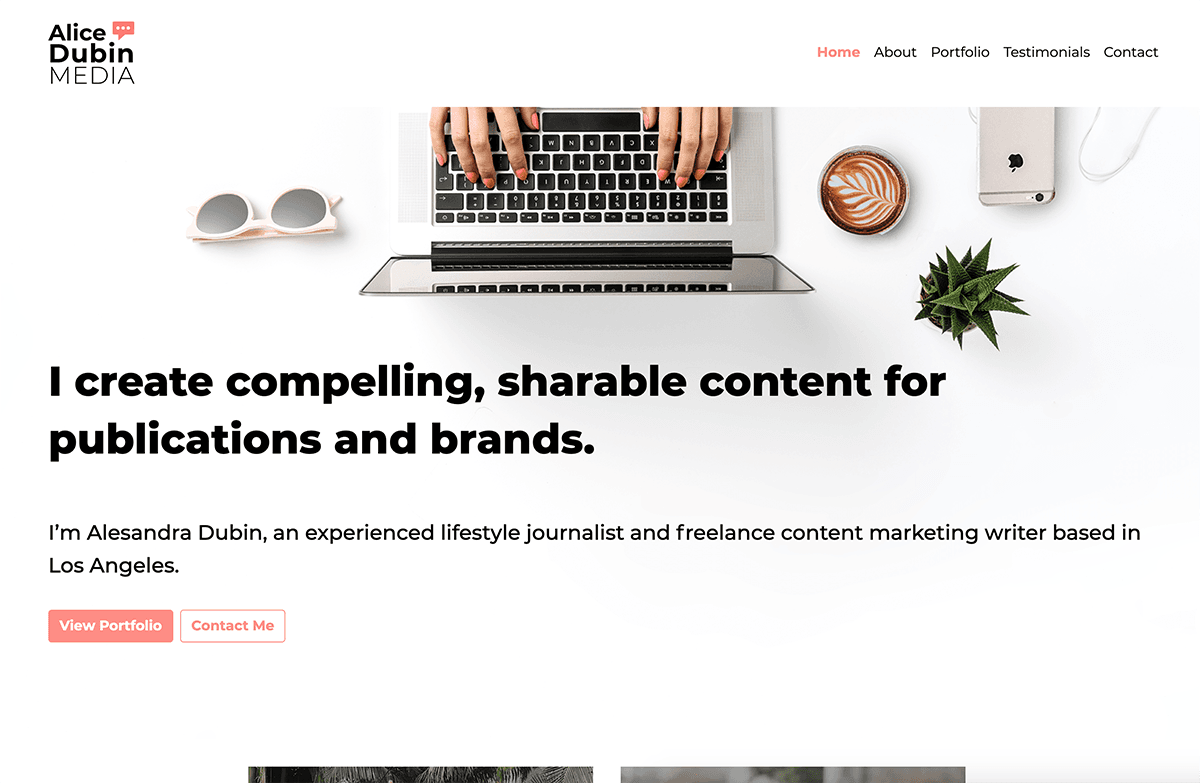 Alice
Dubin
MEDIA
Home About Portfolio Testimonials Contact
I create compelling, sharable content for
publications and brands.
I’m Alesandra Dubin, an experienced lifestyle journalist and freelance content marketing writer based in
Los Angeles.
View Portfolio Contact Me